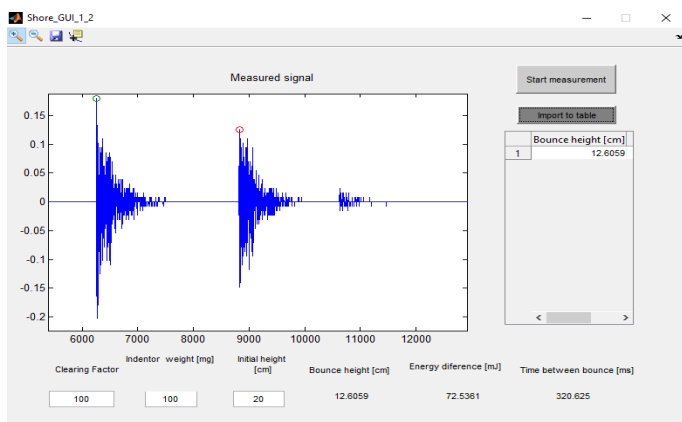 Shore_GUI_1_2
Measured signal
0.15
0.1
0.05
0
-0.05
-0.1
-0.15
-0.2
6000 7000 8000 9000 10000 11000 12000
Start measurement
Import to table
Bounce height [cm]
1 12.6059
Clearing Factor
100
Indentor weight [mg]
100
Initial height
[cm]
20
Bounce height [cm]
12.6059
Energy diference [mJ]
72.5361
Time between bounce [ms]
320.625